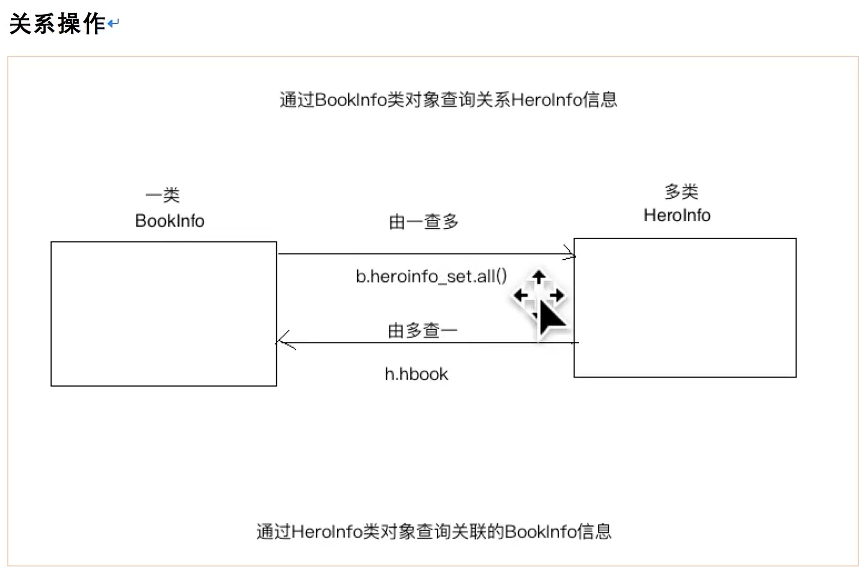 关系操作
通过BookInfo类对象查询关系HeroInfo信息
一类
BookInfo
多类
HeroInfo
由一查多
b.heroinfo_set.all()
由多查一
h.hbook
通过HeroInfo类对象查询关联的BookInfo信息